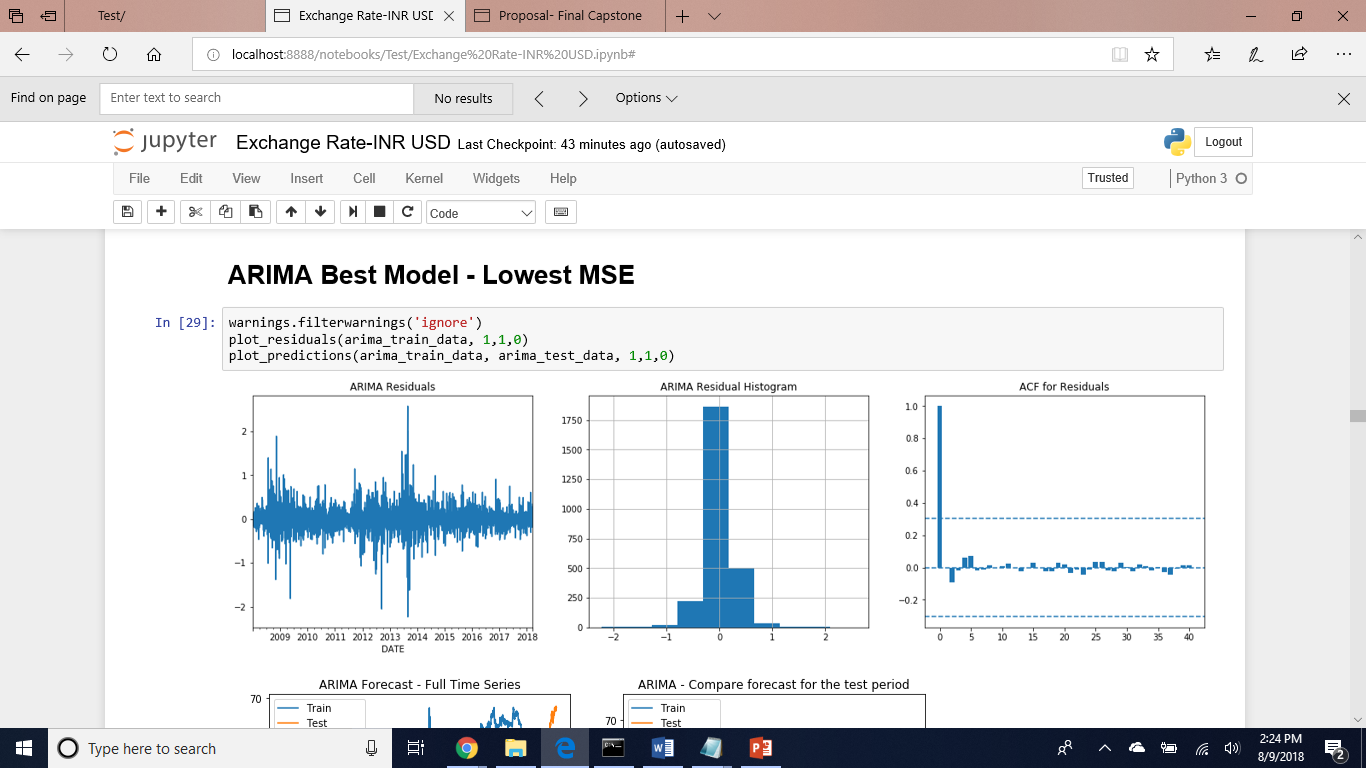 Test/
Exchange Rate-INR USD
Proposal- Final Capstone
localhost:8888/notebooks/Test/Exchange%20Rate-INR%20USD.ipynb#
Find on page
Enter text to search
No results
Options
jupyter
Exchange Rate-INR USD
Last Checkpoint: 43 minutes ago (autosaved)
Logout
File
Edit
View
Insert
Cell
Kernel
Widgets
Help
Trusted
Python 3
Code
ARIMA Best Model - Lowest MSE
In [29]:
warnings.filterwarnings('ignore')
plot_residuals(arima_train_data, 1,1,0)
plot_predictions(arima_train_data, arima_test_data, 1,1,0)
ARIMA Residuals
2
1
0
−1
−2
2009 2010 2011 2012 2013 2014 2015 2016 2017 2018
DATE
ARIMA Residual Histogram
1750
1500
1250
1000
750
500
250
0
−2 −1 0 1 2
ACF for Residuals
1.0
0.8
0.6
0.4
0.2
0.0
−0.2
0 5 10 15 20 25 30 35 40
ARIMA Forecast - Full Time Series
70
Train
Test
ARIMA - Compare forecast for the test period
70
Train
Test
Type here to search
2:24 PM
8/9/2018
2